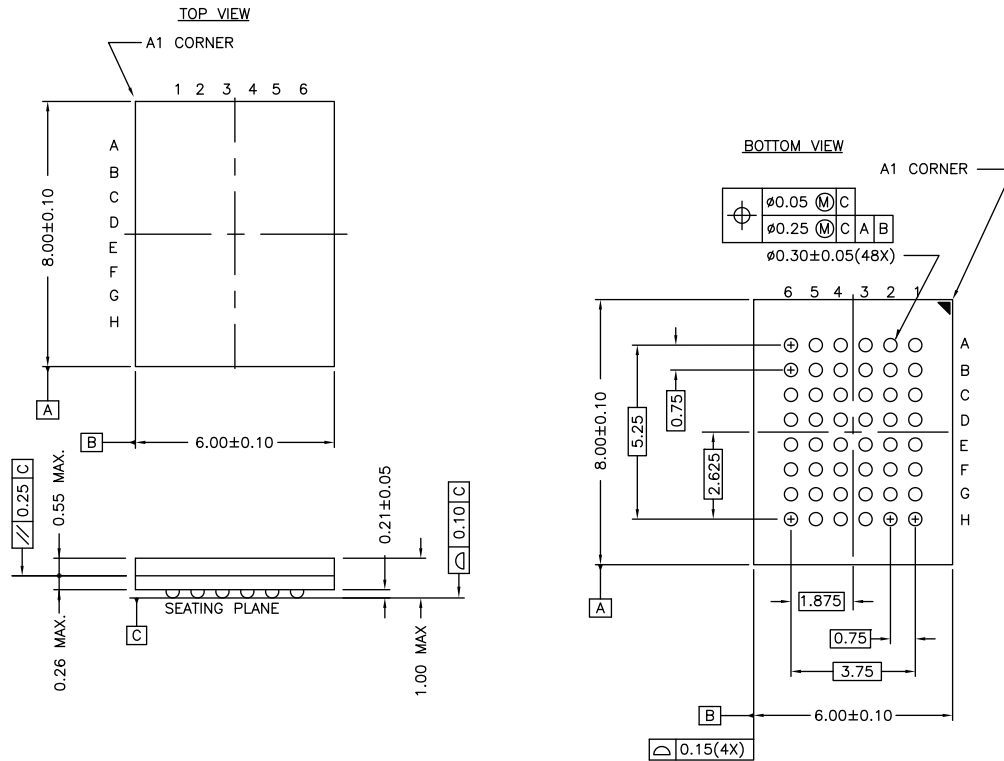 TOP VIEW
A1 CORNER
1 2 3 4 5 6
A
B
C
D
E
F
G
H
8.00±0.10
A
B
6.00±0.10
// 0.25 C
0.55 MAX.
0.21±0.05
⌓ 0.10 C
SEATING PLANE
C
0.26 MAX.
1.00 MAX
BOTTOM VIEW
A1 CORNER
⌖ ø0.05 Ⓜ C
ø0.25 Ⓜ C A B
ø0.30±0.05(48X)
6 5 4 3 2 1
A
B
C
D
E
F
G
H
8.00±0.10
5.25
0.75
2.625
A
1.875
0.75
3.75
B
6.00±0.10
⌓ 0.15(4X)